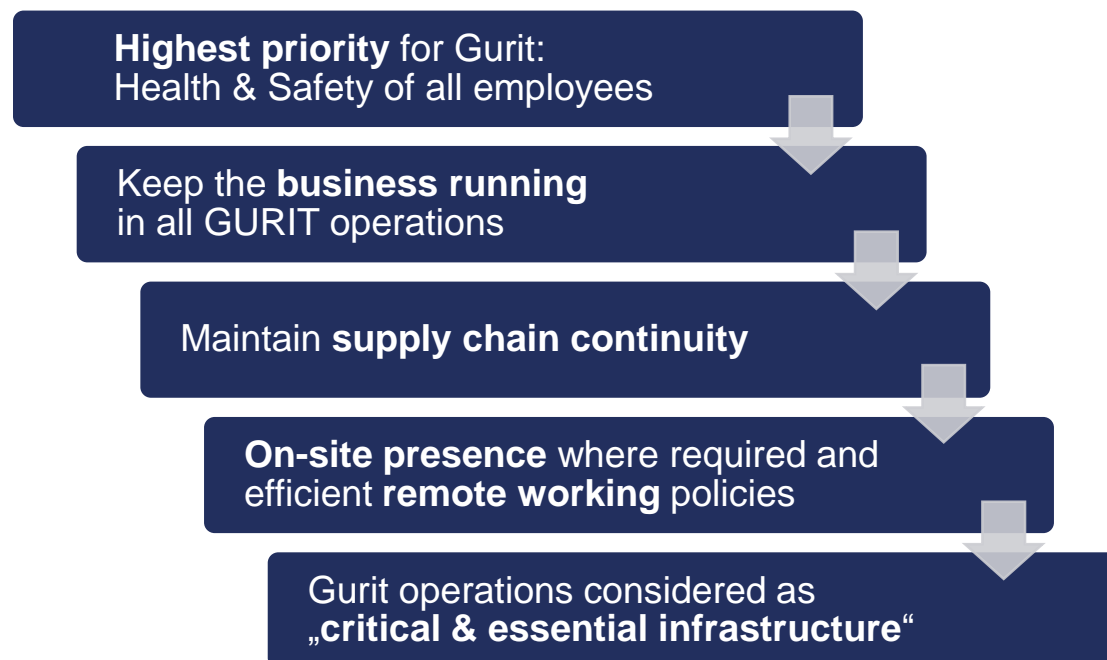 Highest priority for Gurit:
Health & Safety of all employees
Keep the business running
in all GURIT operations
Maintain supply chain continuity
On-site presence where required and
efficient remote working policies
Gurit operations considered as
„critical & essential infrastructure“